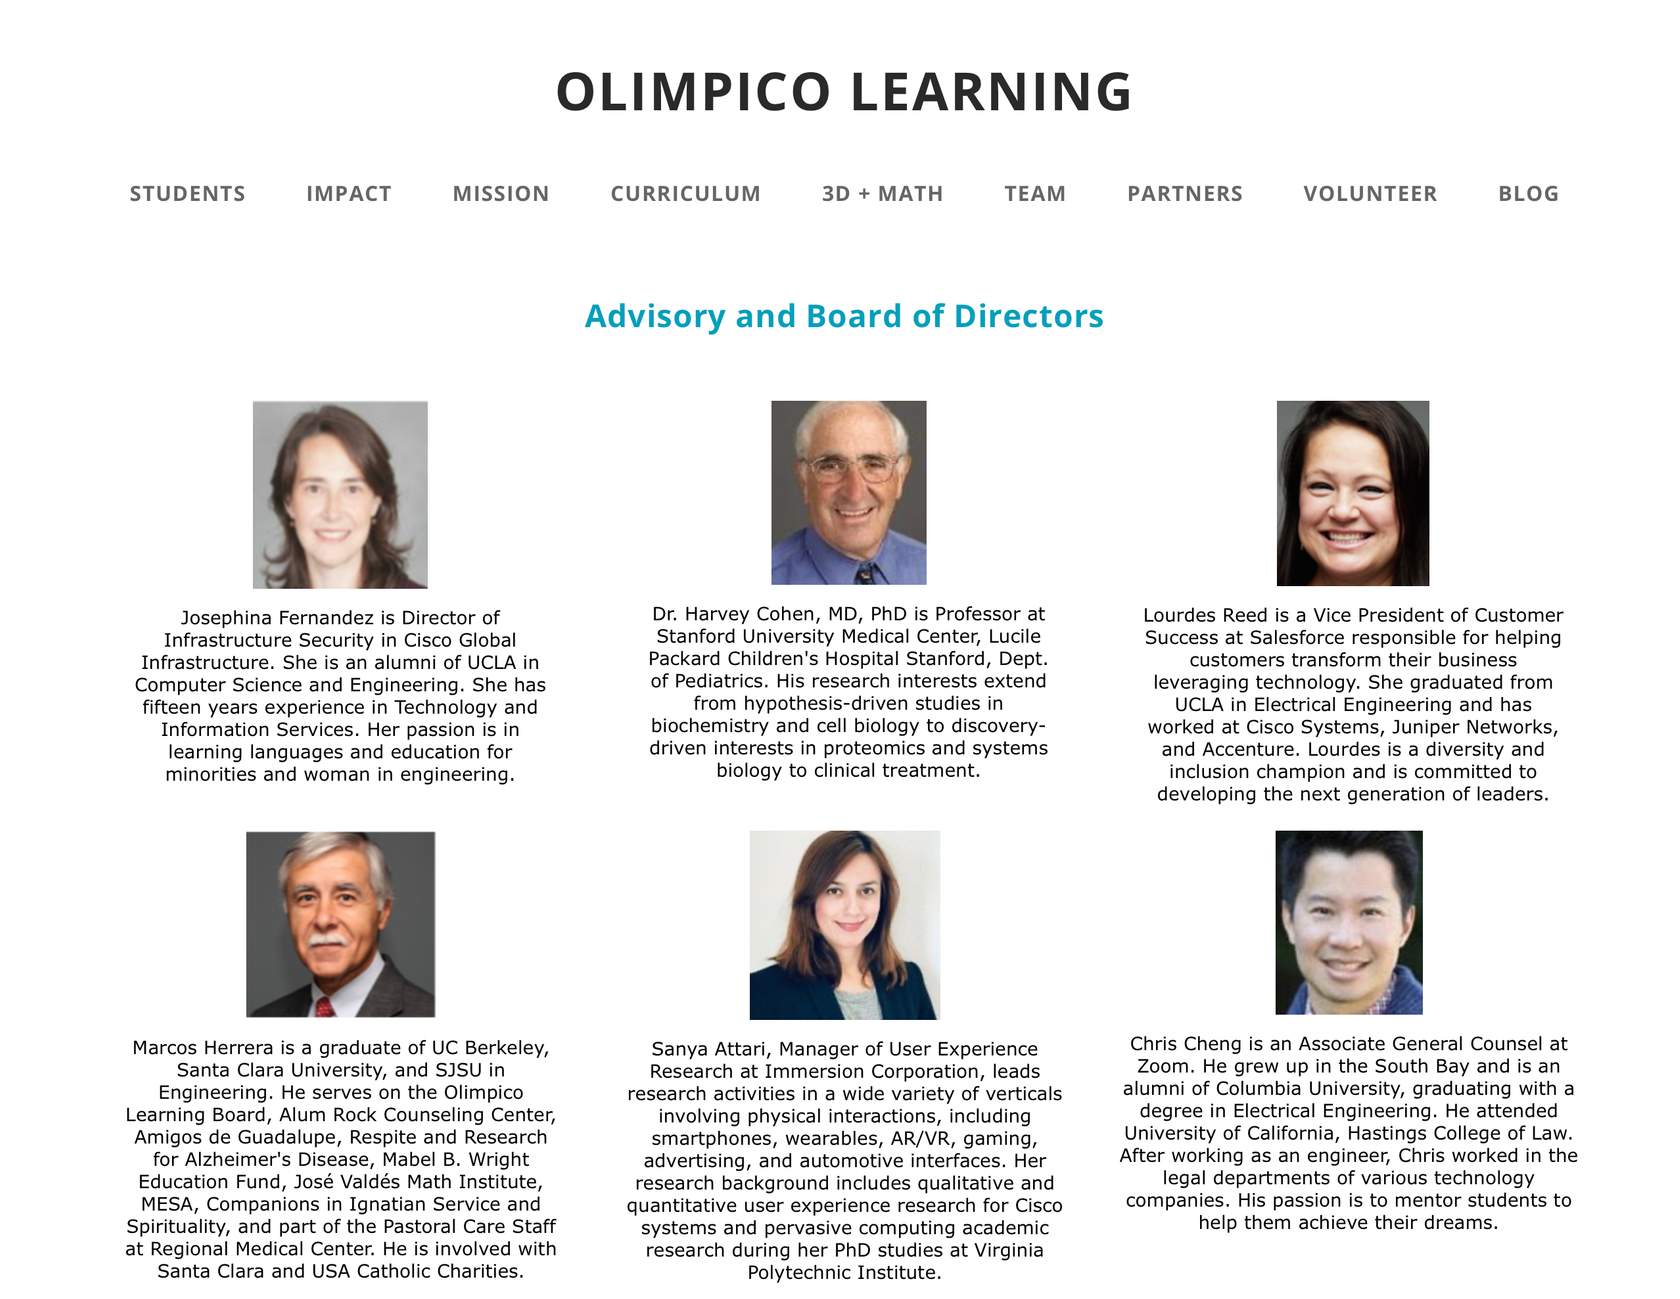 OLIMPICO LEARNING
STUDENTS IMPACT MISSION CURRICULUM 3D + MATH TEAM PARTNERS VOLUNTEER BLOG
Advisory and Board of Directors
Josephina Fernandez is Director of
Infrastructure Security in Cisco Global
Infrastructure. She is an alumni of UCLA in
Computer Science and Engineering. She has
fifteen years experience in Technology and
Information Services. Her passion is in
learning languages and education for
minorities and woman in engineering.
Dr. Harvey Cohen, MD, PhD is Professor at
Stanford University Medical Center, Lucile
Packard Children's Hospital Stanford, Dept.
of Pediatrics. His research interests extend
from hypothesis-driven studies in
biochemistry and cell biology to discovery-
driven interests in proteomics and systems
biology to clinical treatment.
Lourdes Reed is a Vice President of Customer
Success at Salesforce responsible for helping
customers transform their business
leveraging technology. She graduated from
UCLA in Electrical Engineering and has
worked at Cisco Systems, Juniper Networks,
and Accenture. Lourdes is a diversity and
inclusion champion and is committed to
developing the next generation of leaders.
Marcos Herrera is a graduate of UC Berkeley,
Santa Clara University, and SJSU in
Engineering. He serves on the Olimpico
Learning Board, Alum Rock Counseling Center,
Amigos de Guadalupe, Respite and Research
for Alzheimer's Disease, Mabel B. Wright
Education Fund, José Valdés Math Institute,
MESA, Companions in Ignatian Service and
Spirituality, and part of the Pastoral Care Staff
at Regional Medical Center. He is involved with
Santa Clara and USA Catholic Charities.
Sanya Attari, Manager of User Experience
Research at Immersion Corporation, leads
research activities in a wide variety of verticals
involving physical interactions, including
smartphones, wearables, AR/VR, gaming,
advertising, and automotive interfaces. Her
research background includes qualitative and
quantitative user experience research for Cisco
systems and pervasive computing academic
research during her PhD studies at Virginia
Polytechnic Institute.
Chris Cheng is an Associate General Counsel at
Zoom. He grew up in the South Bay and is an
alumni of Columbia University, graduating with a
degree in Electrical Engineering. He attended
University of California, Hastings College of Law.
After working as an engineer, Chris worked in the
legal departments of various technology
companies. His passion is to mentor students to
help them achieve their dreams.